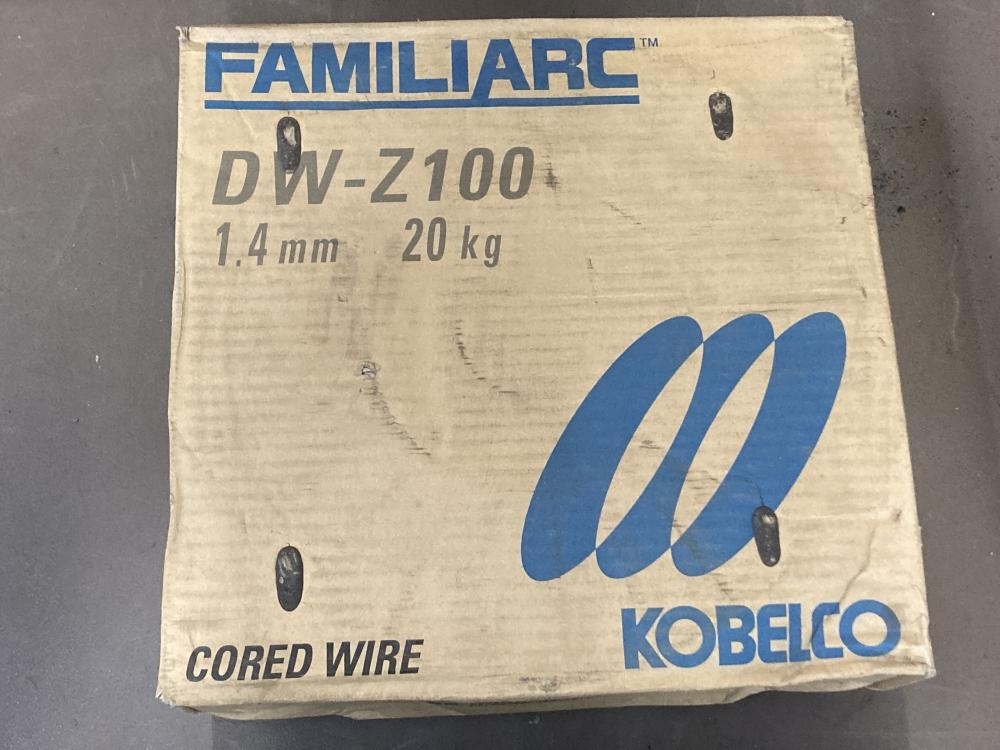 FAMILIARC™
DW-Z100
1.4 mm 20 kg
KOBELCO
CORED WIRE